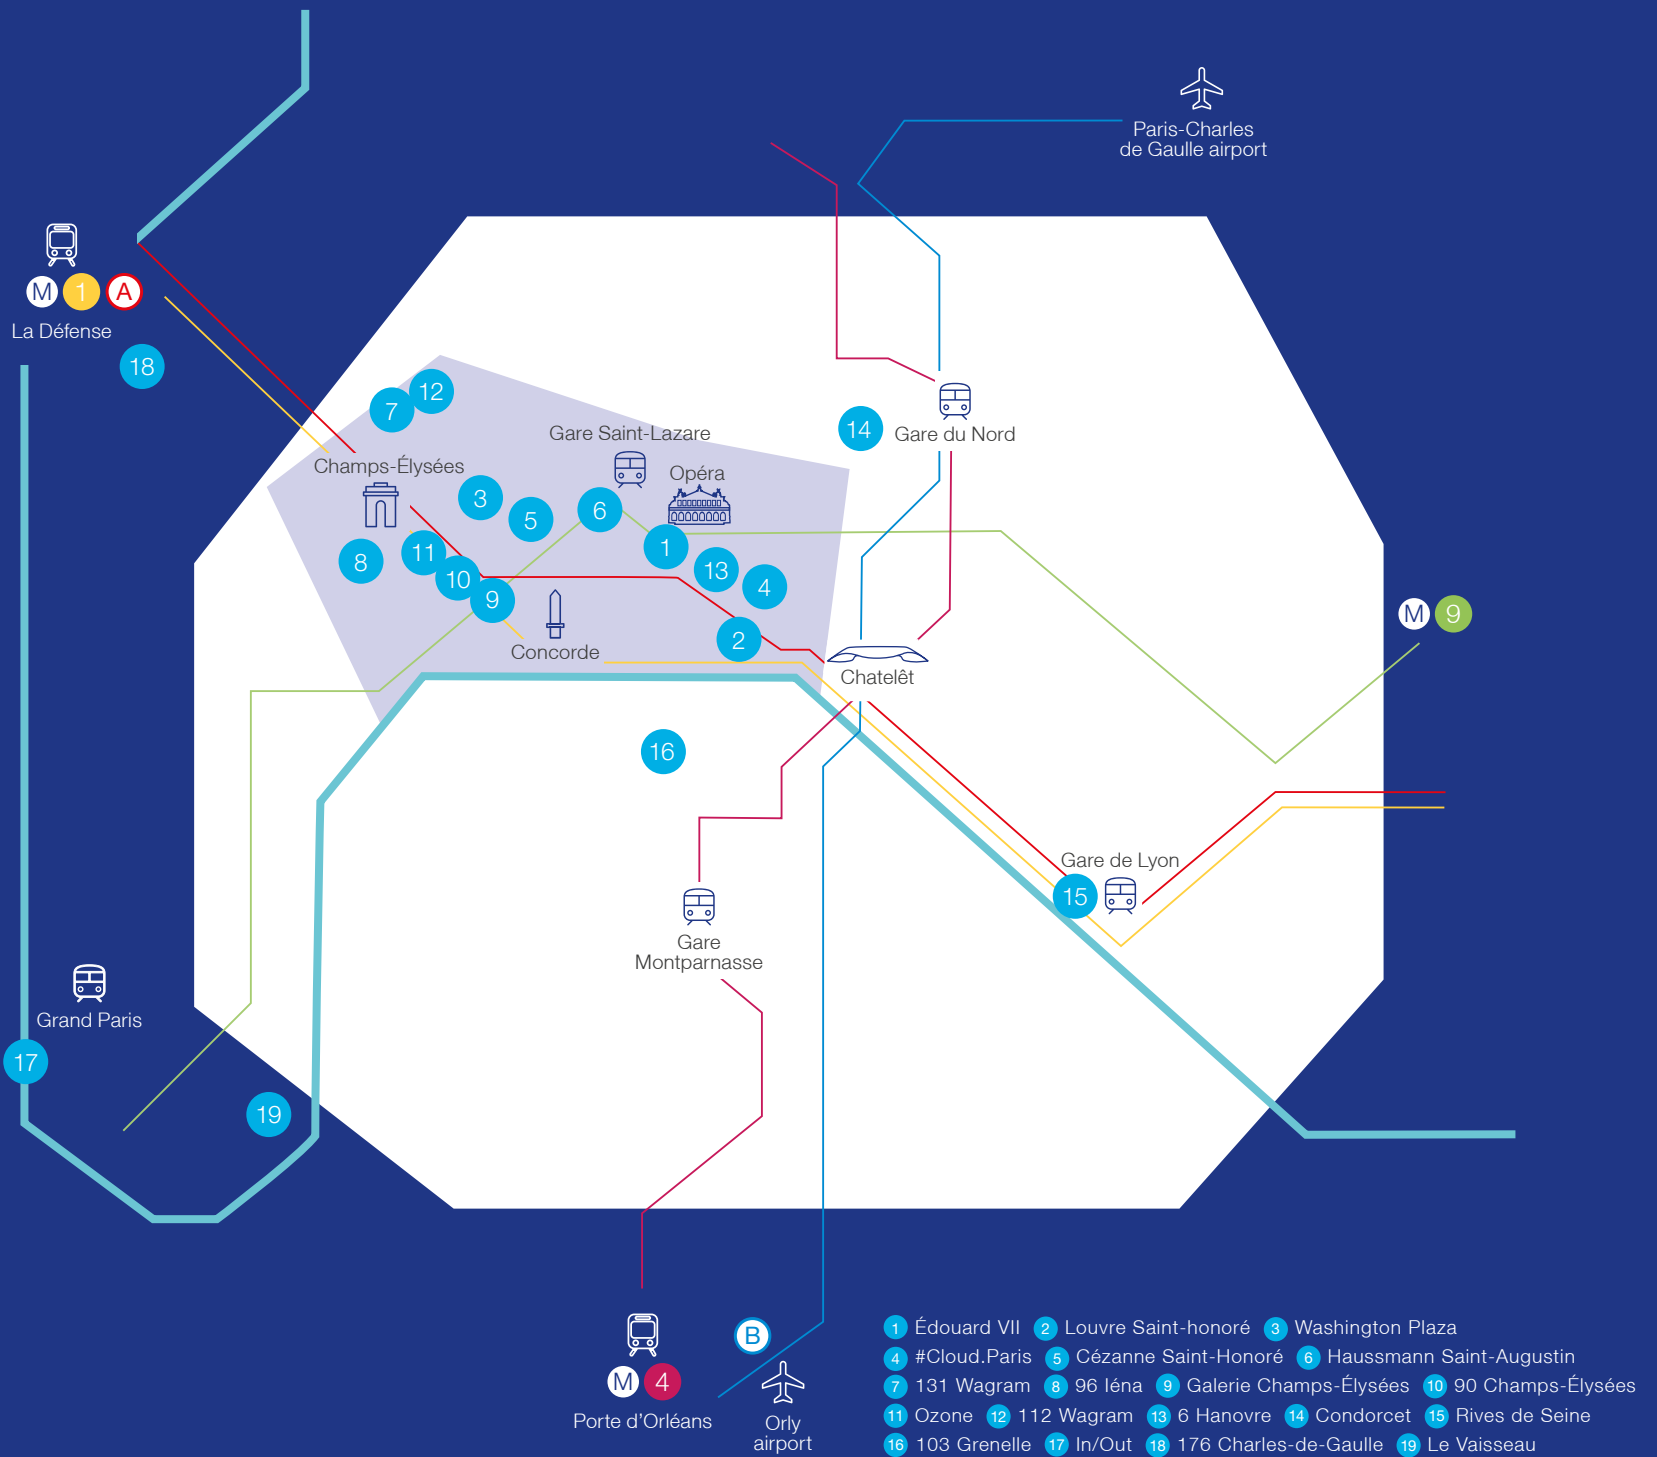 Paris-Charles
de Gaulle airport
M 1 A
La Défense
18
12
7
Gare Saint-Lazare
14
Gare du Nord
Champs-Élysées
Opéra
3
6
5
1
11
8
13
10
4
9
M 9
2
Concorde
Chatelêt
16
Gare de Lyon
15
Gare
Montparnasse
Grand Paris
17
19
B
M 4
Porte d'Orléans
Orly
airport
1 Édouard VII 2 Louvre Saint-honoré 3 Washington Plaza
4 #Cloud.Paris 5 Cézanne Saint-Honoré 6 Haussmann Saint-Augustin
7 131 Wagram 8 96 Iéna 9 Galerie Champs-Élysées 10 90 Champs-Élysées
11 Ozone 12 112 Wagram 13 6 Hanovre 14 Condorcet 15 Rives de Seine
16 103 Grenelle 17 In/Out 18 176 Charles-de-Gaulle 19 Le Vaisseau